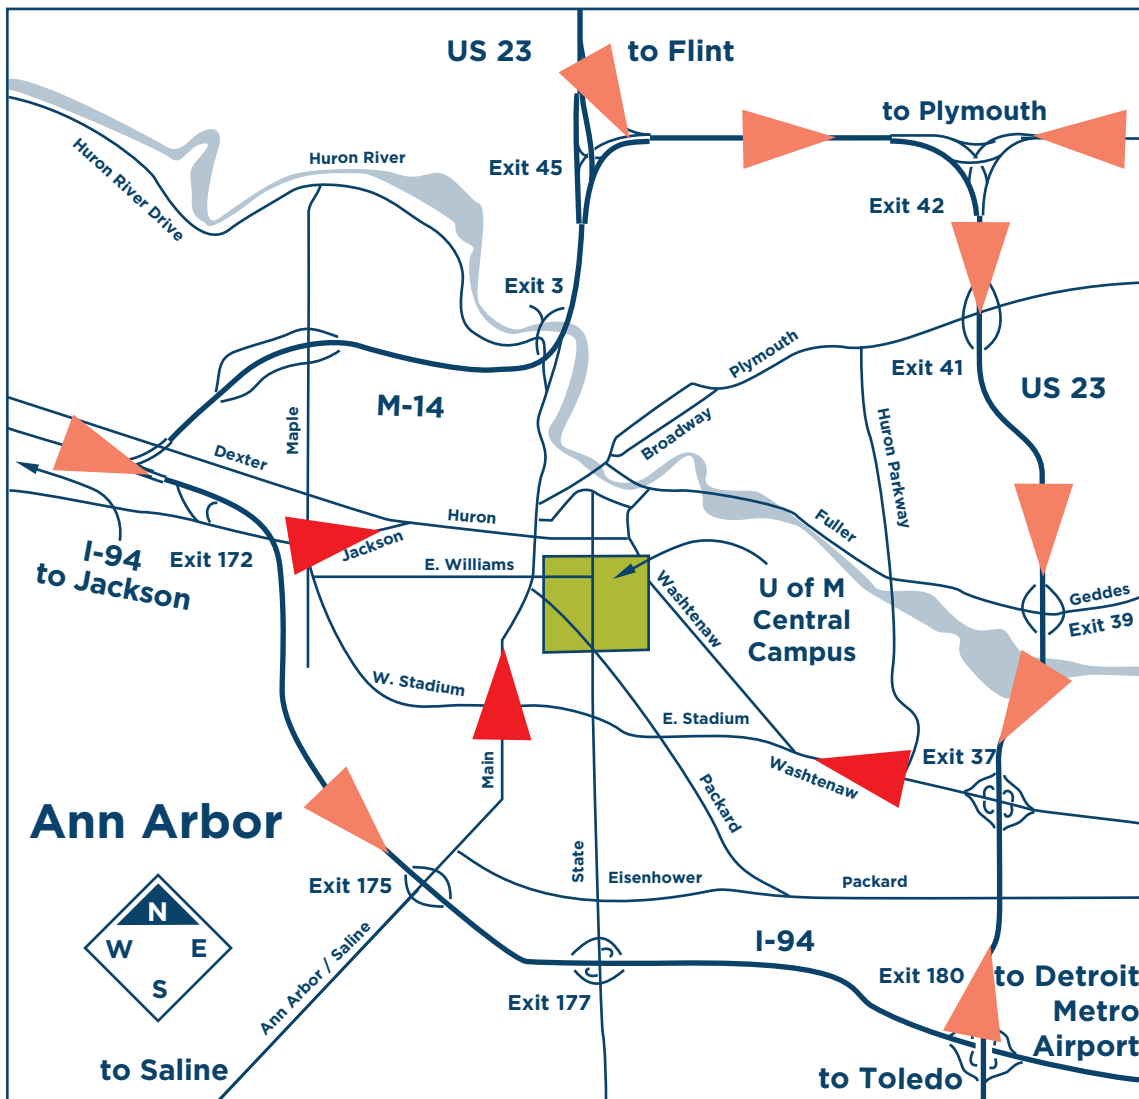 US 23
to Flint
to Plymouth
Huron River
Exit 45
Huron River Drive
Exit 42
Exit 3
Plymouth
Exit 41
US 23
M-14
Maple
Broadway
Huron Parkway
Dexter
Huron
Fuller
Jackson
I-94
to Jackson
Exit 172
E. Williams
Washtenaw
U of M
Central
Campus
Geddes
Exit 39
W. Stadium
E. Stadium
Main
Exit 37
Washtenaw
Packard
Ann Arbor
State
Exit 175
Eisenhower
Packard
N
W
E
S
Ann Arbor / Saline
I-94
Exit 177
Exit 180
to Detroit
Metro
Airport
to Saline
to Toledo